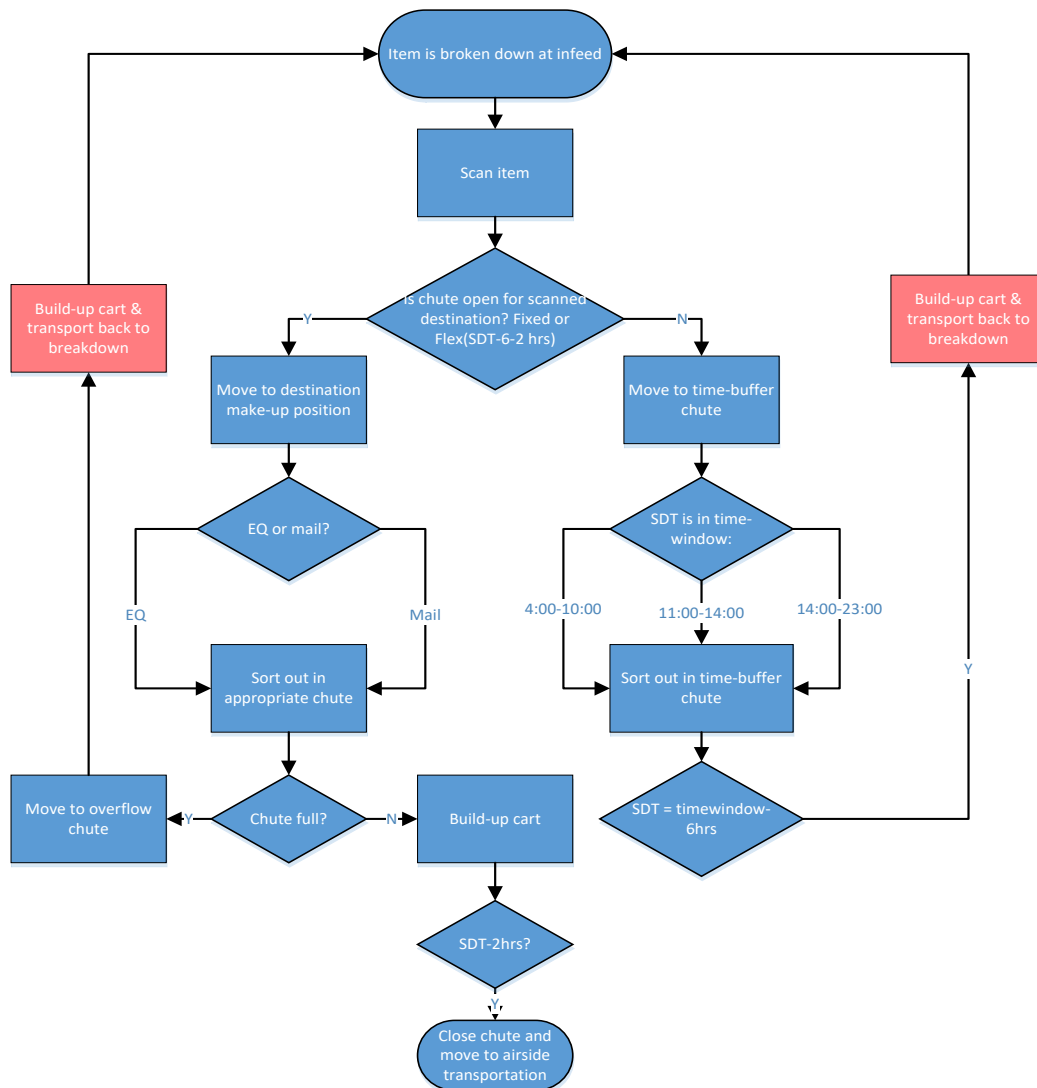 Item is broken down at infeed
Scan item
Is chute open for scanned
destination? Fixed or
Flex(SDT-6-2 hrs)
Y
N
Build-up cart &
transport back to
breakdown
Build-up cart &
transport back to
breakdown
Move to destination
make-up position
Move to time-buffer
chute
EQ or mail?
SDT is in time-
window:
EQ
Mail
4:00-10:00
11:00-14:00
14:00-23:00
Sort out in
appropriate chute
Sort out in time-buffer
chute
Y
Move to overflow
chute
Y
Chute full?
N
Build-up cart
SDT = timewindow-
6hrs
SDT-2hrs?
Y
Close chute and
move to airside
transportation